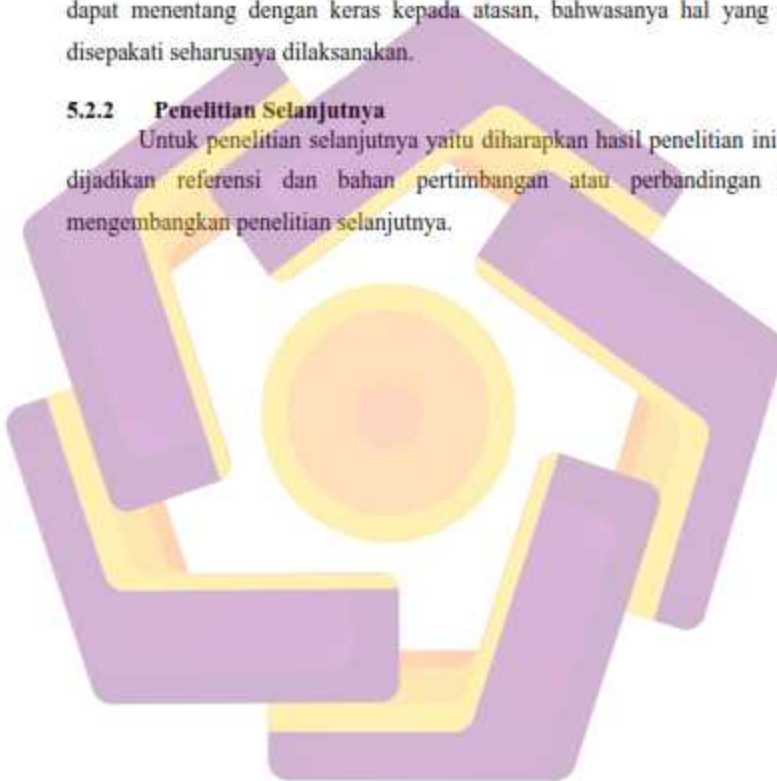 dapat menentang dengan keras kepada atasan, bahwasanya hal yang
disepakati seharusnya dilaksanakan.
5.2.2 Penelitian Selanjutnya
Untuk penelitian selanjutnya yaitu diharapkan hasil penelitian ini
dijadikan referensi dan bahan pertimbangan atau perbandingan
mengembangkan penelitian selanjutnya.